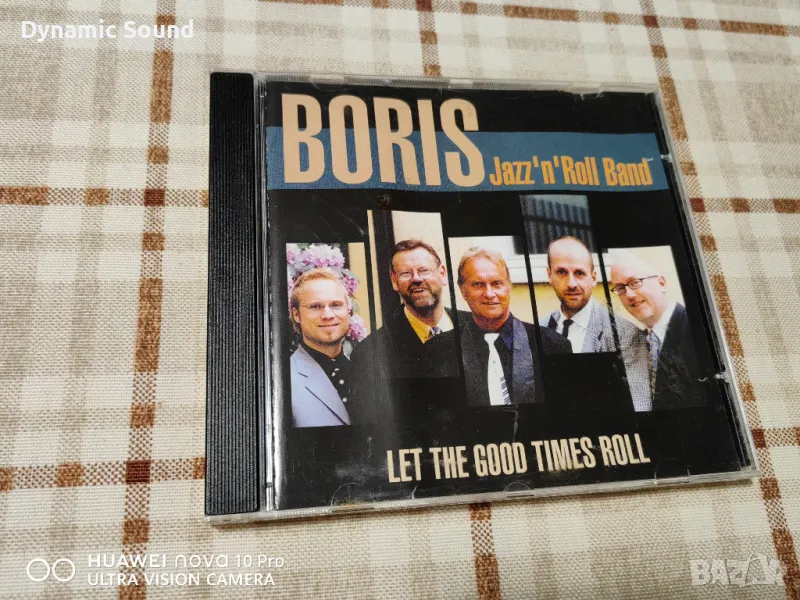 Dynamic Sound
BORIS
Jazz'n'Roll Band
LET THE GOOD TIMES ROLL
HUAWEI nova 10 Pro
ULTRA VISION CAMERA
BAZAR